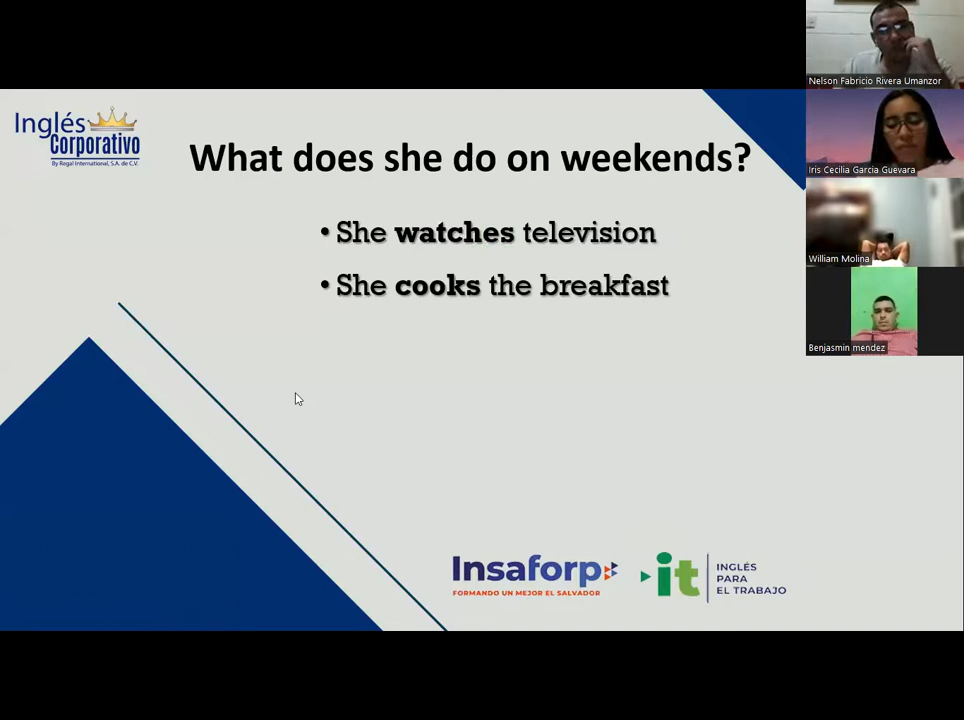 Inglés
Corporativo
By Regal International, S.A. de C.V.
What does she do on weekends?
• She watches television
• She cooks the breakfast
Insaforp
FORMANDO UN MEJOR EL SALVADOR
it
INGLÉS
PARA
EL TRABAJO
Nelson Fabricio Rivera Umanzor
Iris Cecilia Garcia Guevara
William Molina
Benjasmin mendez